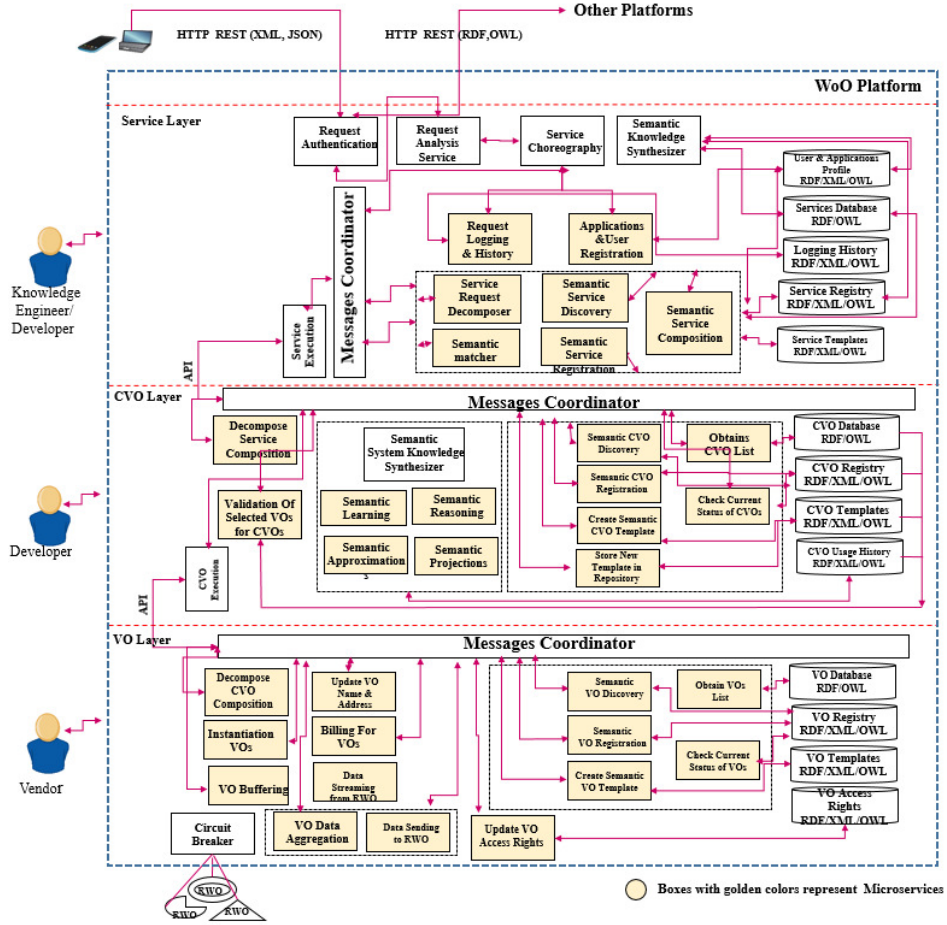 Other Platforms
HTTP REST (XML, JSON)
HTTP REST (RDF,OWL)
WoO Platform
Service Layer
Request
Authentication
Request
Analysis
Service
Service
Choreography
Semantic
Knowledge
Synthesizer
User & Applications
Profile
RDF/XML/OWL
Services Database
RDF/OWL
Logging History
RDF/XML/OWL
Service Registry
RDF/XML/OWL
Service Templates
RDF/XML/OWL
Messages Coordinator
Request
Logging
& History
Applications
&User
Registration
Service
Request
Decomposer
Semantic
Service
Discovery
Semantic
Service
Composition
Semantic
matcher
Semantic
Service
Registration
Service
Execution
API
Knowledge
Engineer/
Developer
CVO Layer
Messages Coordinator
Decompose
Service
Composition
Validation Of
Selected VOs
for CVOs
Semantic
System Knowledge
Synthesizer
Semantic
Learning
Semantic
Reasoning
Semantic
Approximation
s
Semantic
Projections
Semantic CVO
Discovery
Obtains
CVO List
Semantic CVO
Registration
Check Current
Status of CVOs
Create Semantic
CVO Template
Store New
Template in
Repository
CVO Database
RDF/OWL
CVO Registry
RDF/XML/OWL
CVO Templates
RDF/XML/OWL
CVO Usage History
RDF/XML/OWL
CVO
Execution
API
Developer
VO Layer
Messages Coordinator
Decompose
CVO
Composition
Update VO
Name &
Address
Instantiation
VOs
Billing For
VOs
VO Buffering
Data
Streaming
from RWO
VO Data
Aggregation
Data Sending
to RWO
Update VO
Access Rights
Semantic
VO Discovery
Obtain VOs
List
Semantic
VO Registration
Check Current
Status of VOs
Create Semantic
VO Template
VO Database
RDF/OWL
VO Registry
RDF/XML/OWL
VO Templates
RDF/XML/OWL
VO Access
Rights
RDF/XML/OWL
Vendor
Circuit
Breaker
RWO
RWO
RWO
Boxes with golden colors represent Microservices